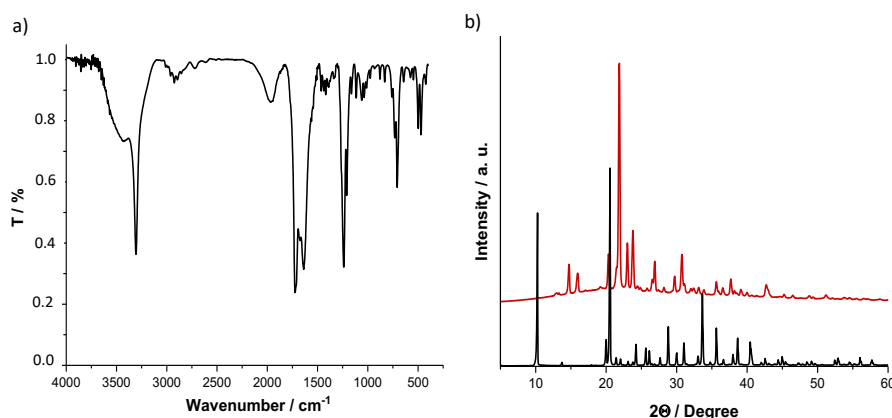 a)
1.0
0.8
0.6
0.4
0.2
0.0
T / %
4000 3500 3000 2500 2000 1500 1000 500
Wavenumber / cm⁻¹
b)
Intensity / a. u.
10 20 30 40 50 60
2Θ / Degree